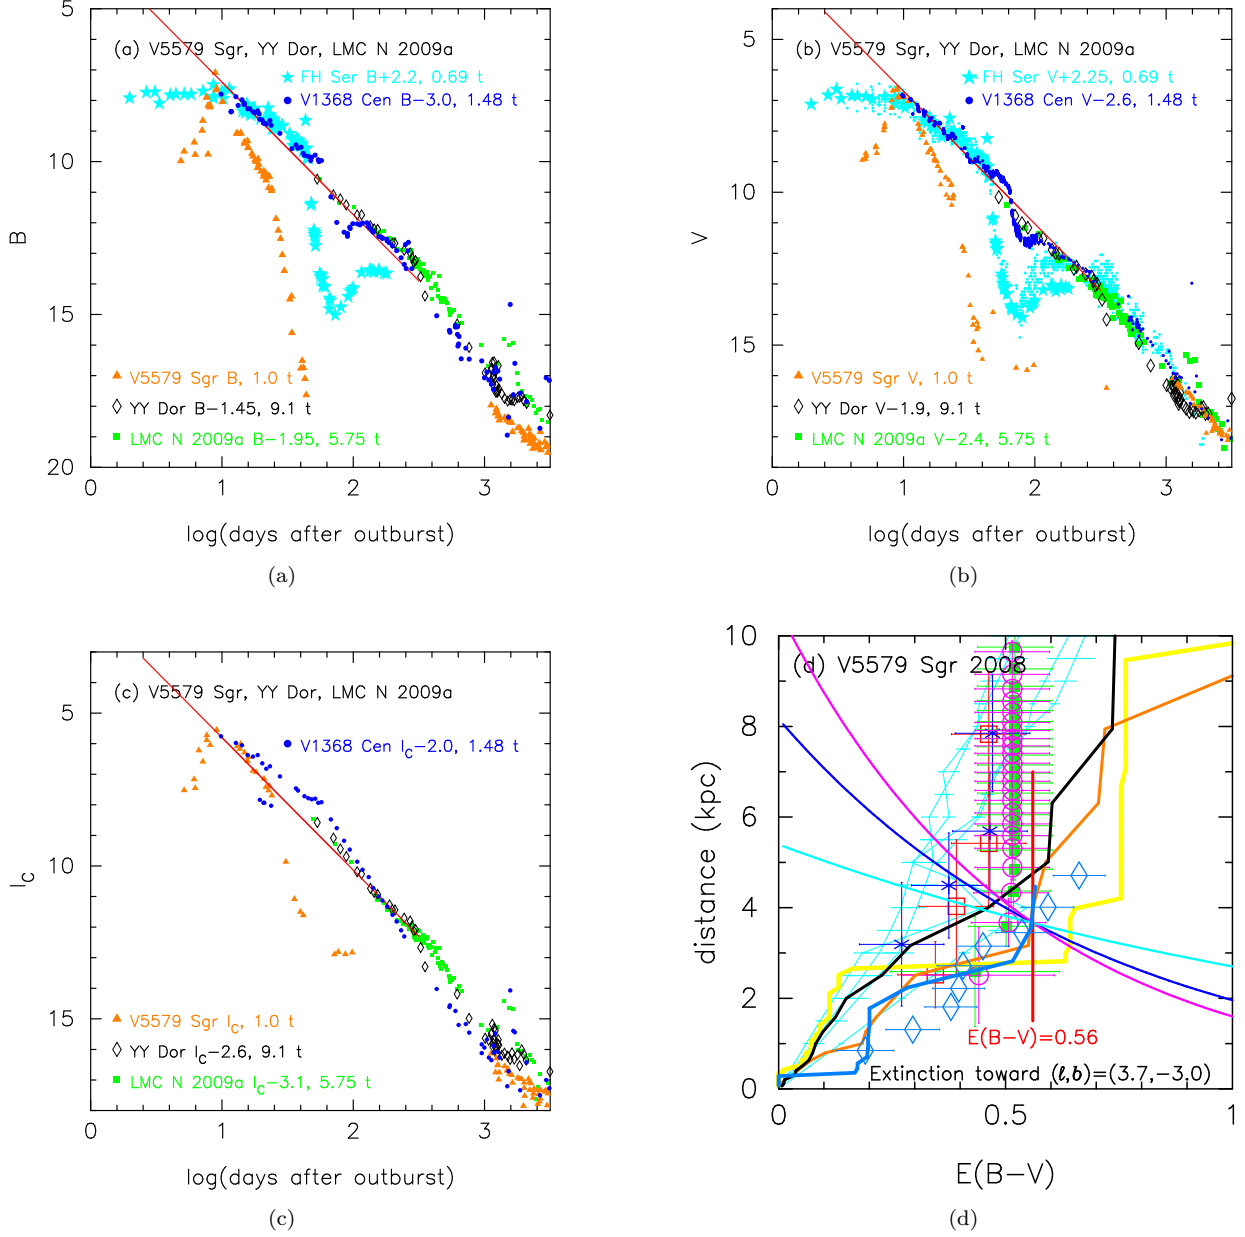 (a) V5579 Sgr, YY Dor, LMC N 2009a
FH Ser B+2.2, 0.69 t
V1368 Cen B−3.0, 1.48 t
V5579 Sgr B, 1.0 t
YY Dor B−1.45, 9.1 t
LMC N 2009a B−1.95, 5.75 t
5
10
15
20
B
0 1 2 3
log(days after outburst)
(a)
(b) V5579 Sgr, YY Dor, LMC N 2009a
FH Ser V+2.25, 0.69 t
V1368 Cen V−2.6, 1.48 t
V5579 Sgr V, 1.0 t
YY Dor V−1.9, 9.1 t
LMC N 2009a V−2.4, 5.75 t
5
10
15
V
0 1 2 3
log(days after outburst)
(b)
(c) V5579 Sgr, YY Dor, LMC N 2009a
V1368 Cen I_C−2.0, 1.48 t
V5579 Sgr I_C, 1.0 t
YY Dor I_C−2.6, 9.1 t
LMC N 2009a I_C−3.1, 5.75 t
5
10
15
I_C
0 1 2 3
log(days after outburst)
(c)
(d) V5579 Sgr 2008
E(B−V)=0.56
Extinction toward (ℓ,b)=(3.7,−3.0)
10
8
6
4
2
0
distance (kpc)
0 0.5 1
E(B−V)
(d)